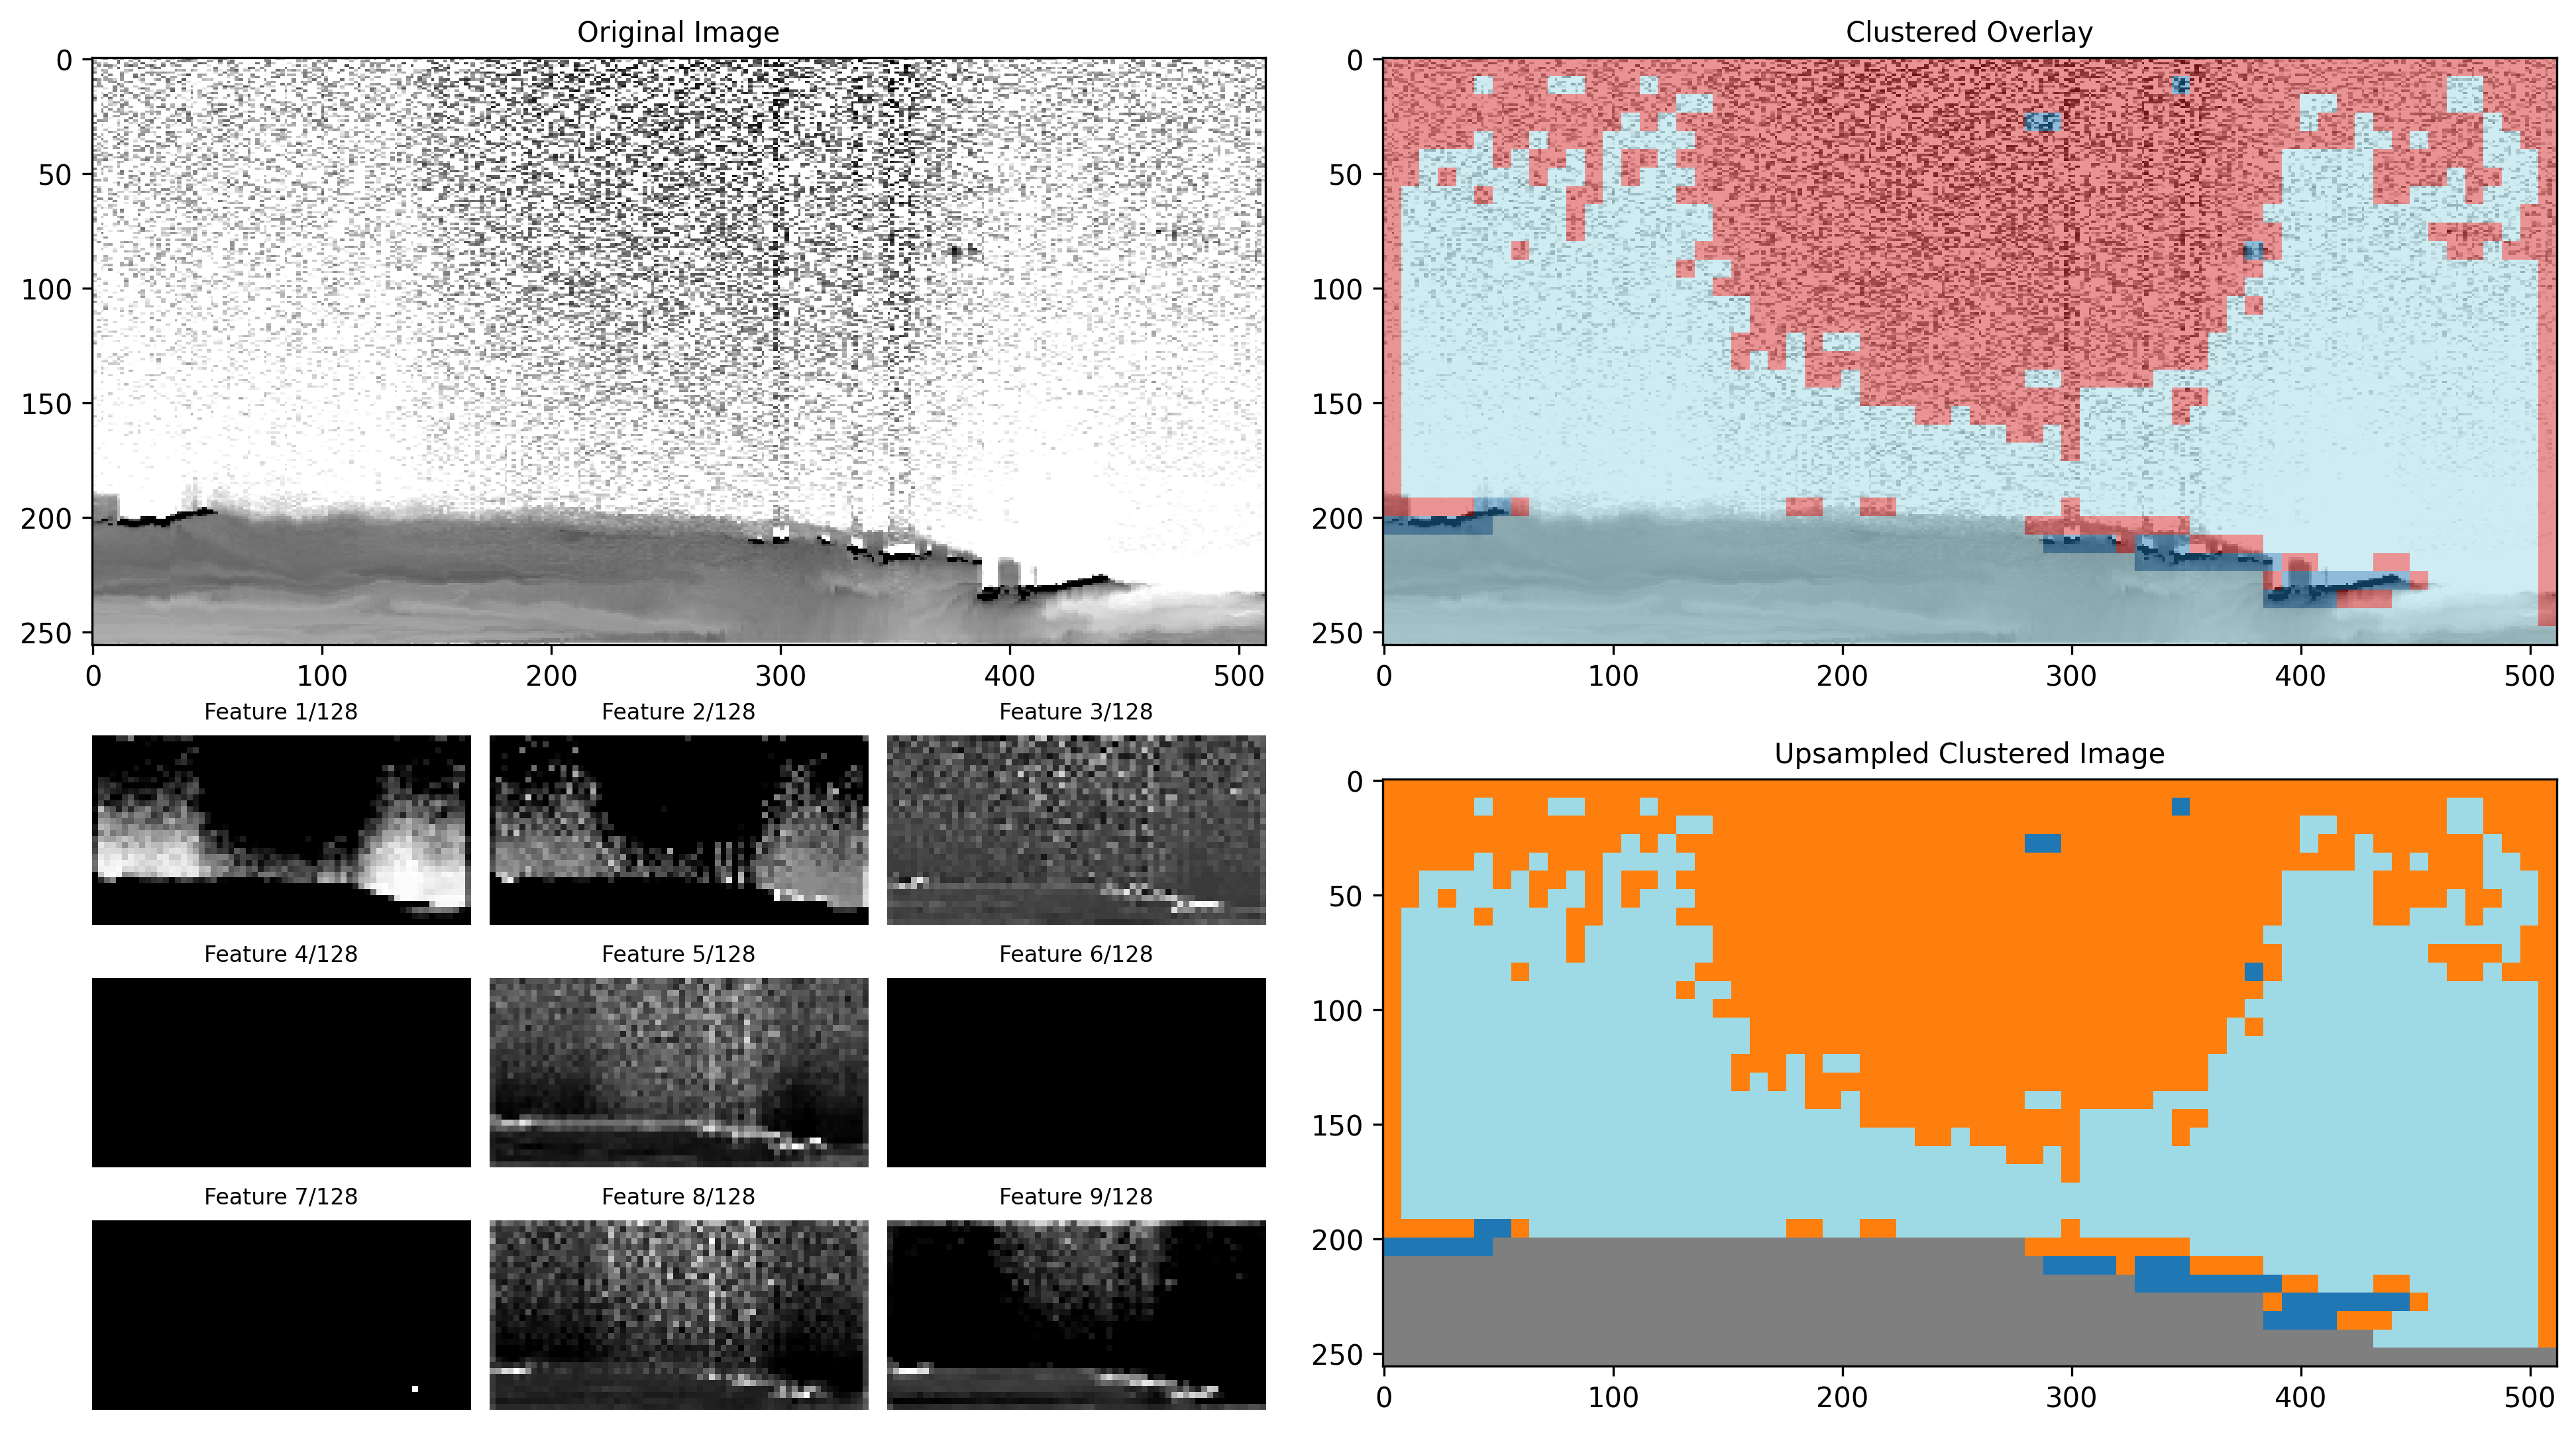 Original Image
0
50
100
150
200
250
0 100 200 300 400 500
Clustered Overlay
0
50
100
150
200
250
0 100 200 300 400 500
Feature 1/128 Feature 2/128 Feature 3/128
Feature 4/128 Feature 5/128 Feature 6/128
Feature 7/128 Feature 8/128 Feature 9/128
Upsampled Clustered Image
0
50
100
150
200
250
0 100 200 300 400 500